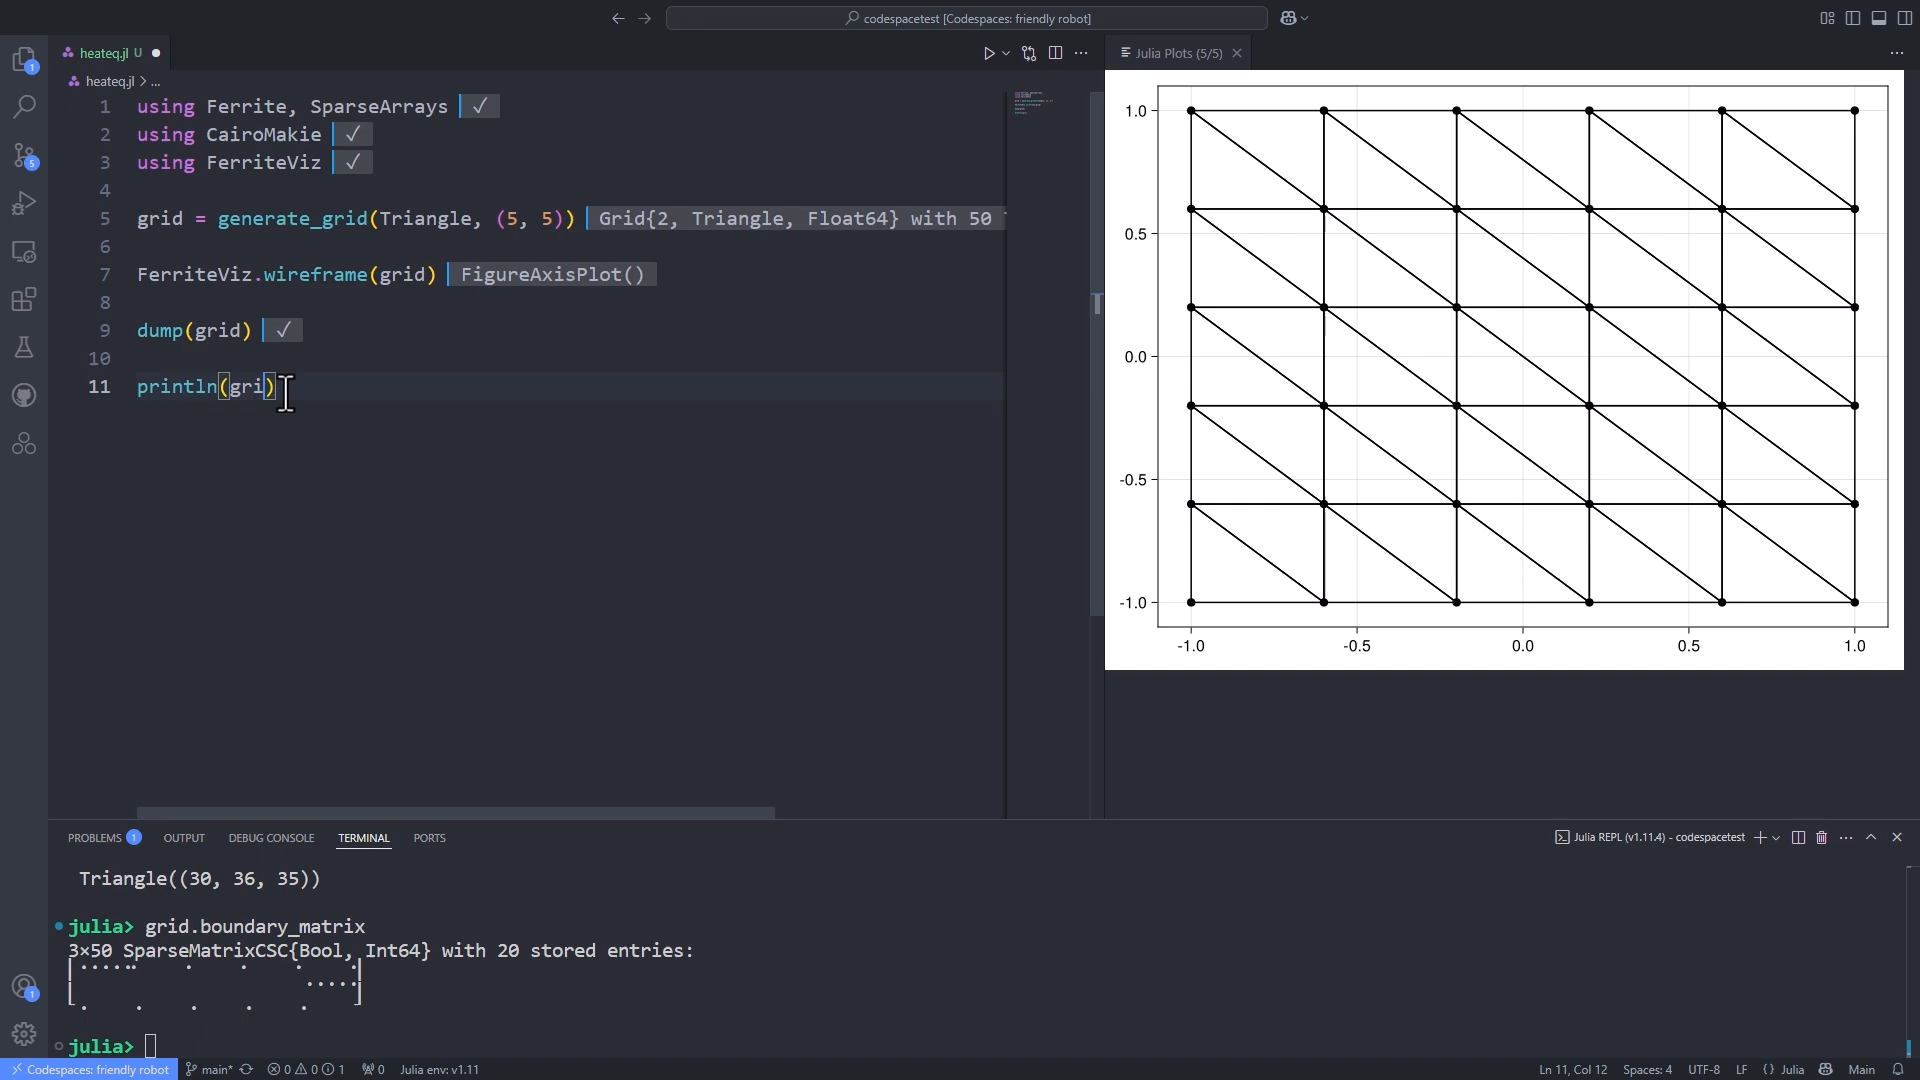 codespacetest [Codespaces: friendly robot]
heateq.jl U
Julia Plots (5/5)
heateq.jl > ...
1 using Ferrite, SparseArrays ✓
2 using CairoMakie ✓
3 using FerriteViz ✓
4
5 grid = generate_grid(Triangle, (5, 5)) Grid{2, Triangle, Float64} with 50
6
7 FerriteViz.wireframe(grid) FigureAxisPlot()
8
9 dump(grid) ✓
10
11 println(gri)
1.0
0.5
0.0
-0.5
-1.0
-1.0 -0.5 0.0 0.5 1.0
1
5
1
PROBLEMS 1 OUTPUT DEBUG CONSOLE TERMINAL PORTS
Julia REPL (v1.11.4) - codespacetest
Triangle((30, 36, 35))
julia> grid.boundary_matrix
3×50 SparseMatrixCSC{Bool, Int64} with 20 stored entries:
julia>
Codespaces: friendly robot main* 0 0 1 0 Julia env: v1.11
Ln 11, Col 12 Spaces: 4 UTF-8 LF {} Julia Main